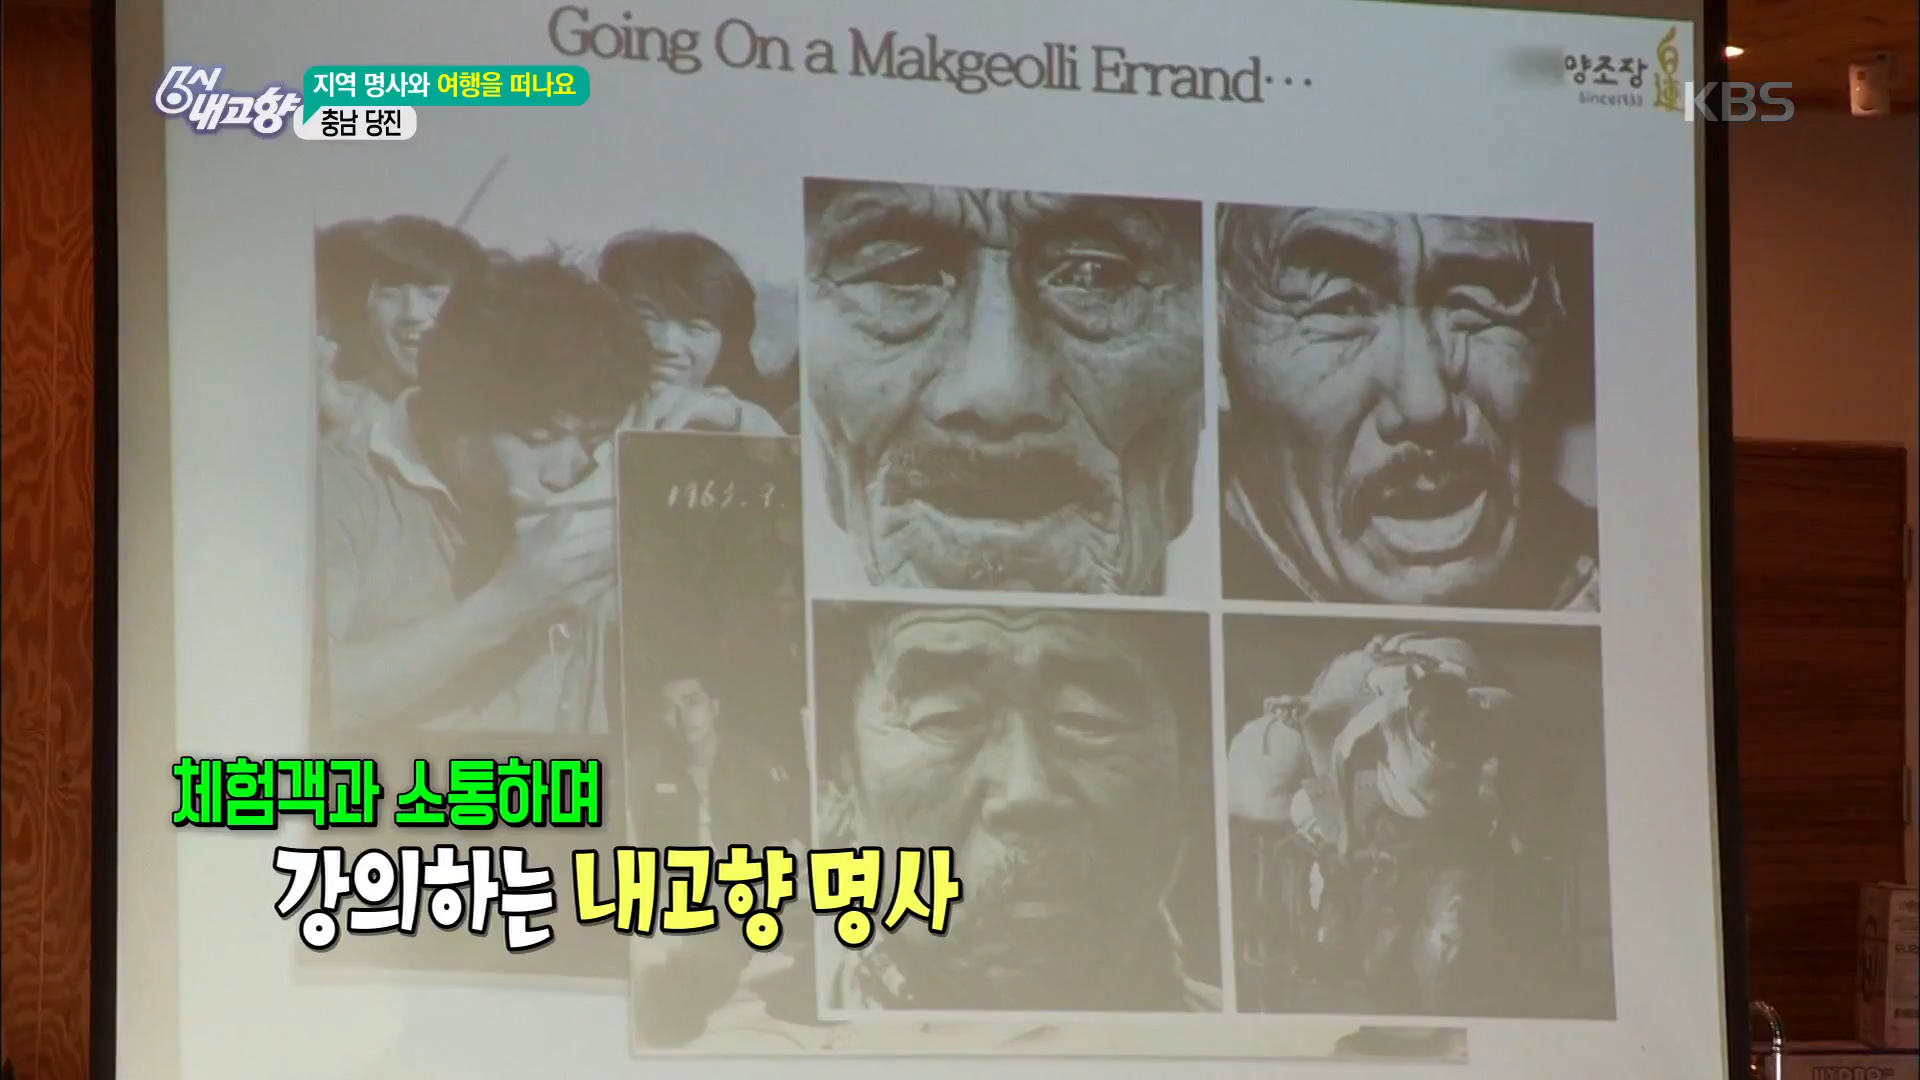 Going On a Makgeolli Errand…
6시 내고향
지역 명사와 여행을 떠나요
충남 당진
양조장
Since1933
KBS
체험객과 소통하며
강의하는 내고향 명사